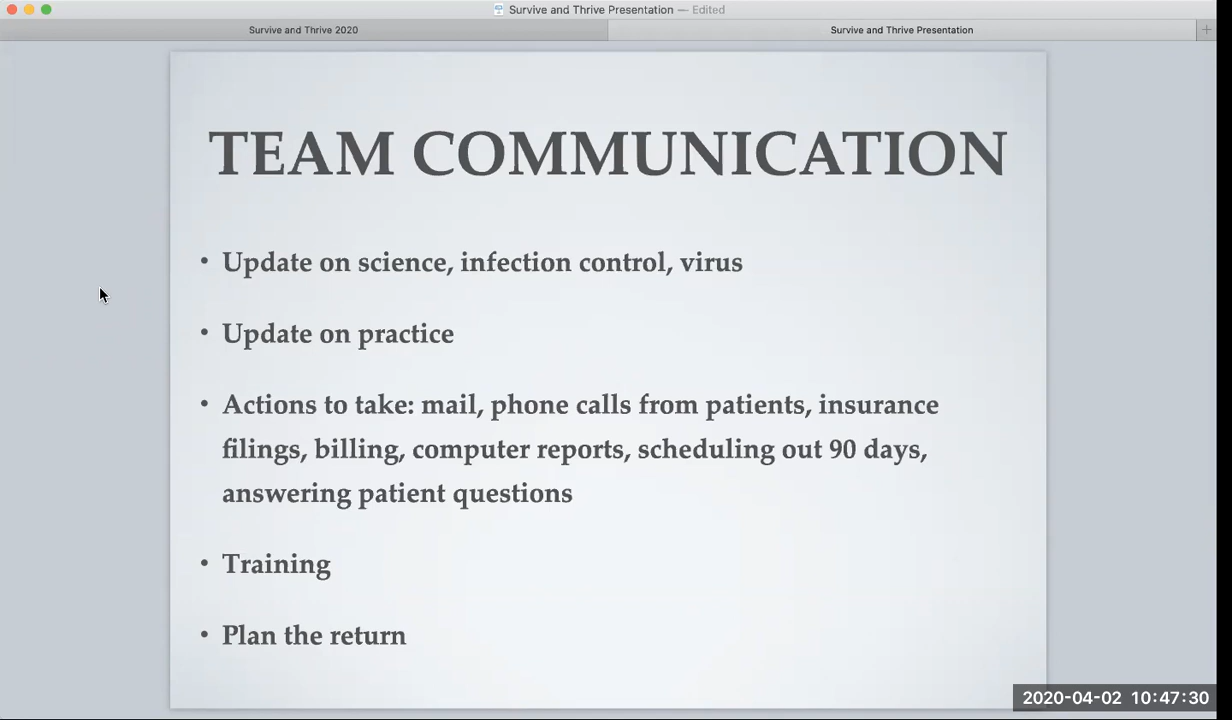 Survive and Thrive Presentation — Edited
Survive and Thrive 2020
Survive and Thrive Presentation
+
TEAM COMMUNICATION
• Update on science, infection control, virus
• Update on practice
• Actions to take: mail, phone calls from patients, insurance
filings, billing, computer reports, scheduling out 90 days,
answering patient questions
• Training
• Plan the return
2020-04-02 10:47:30